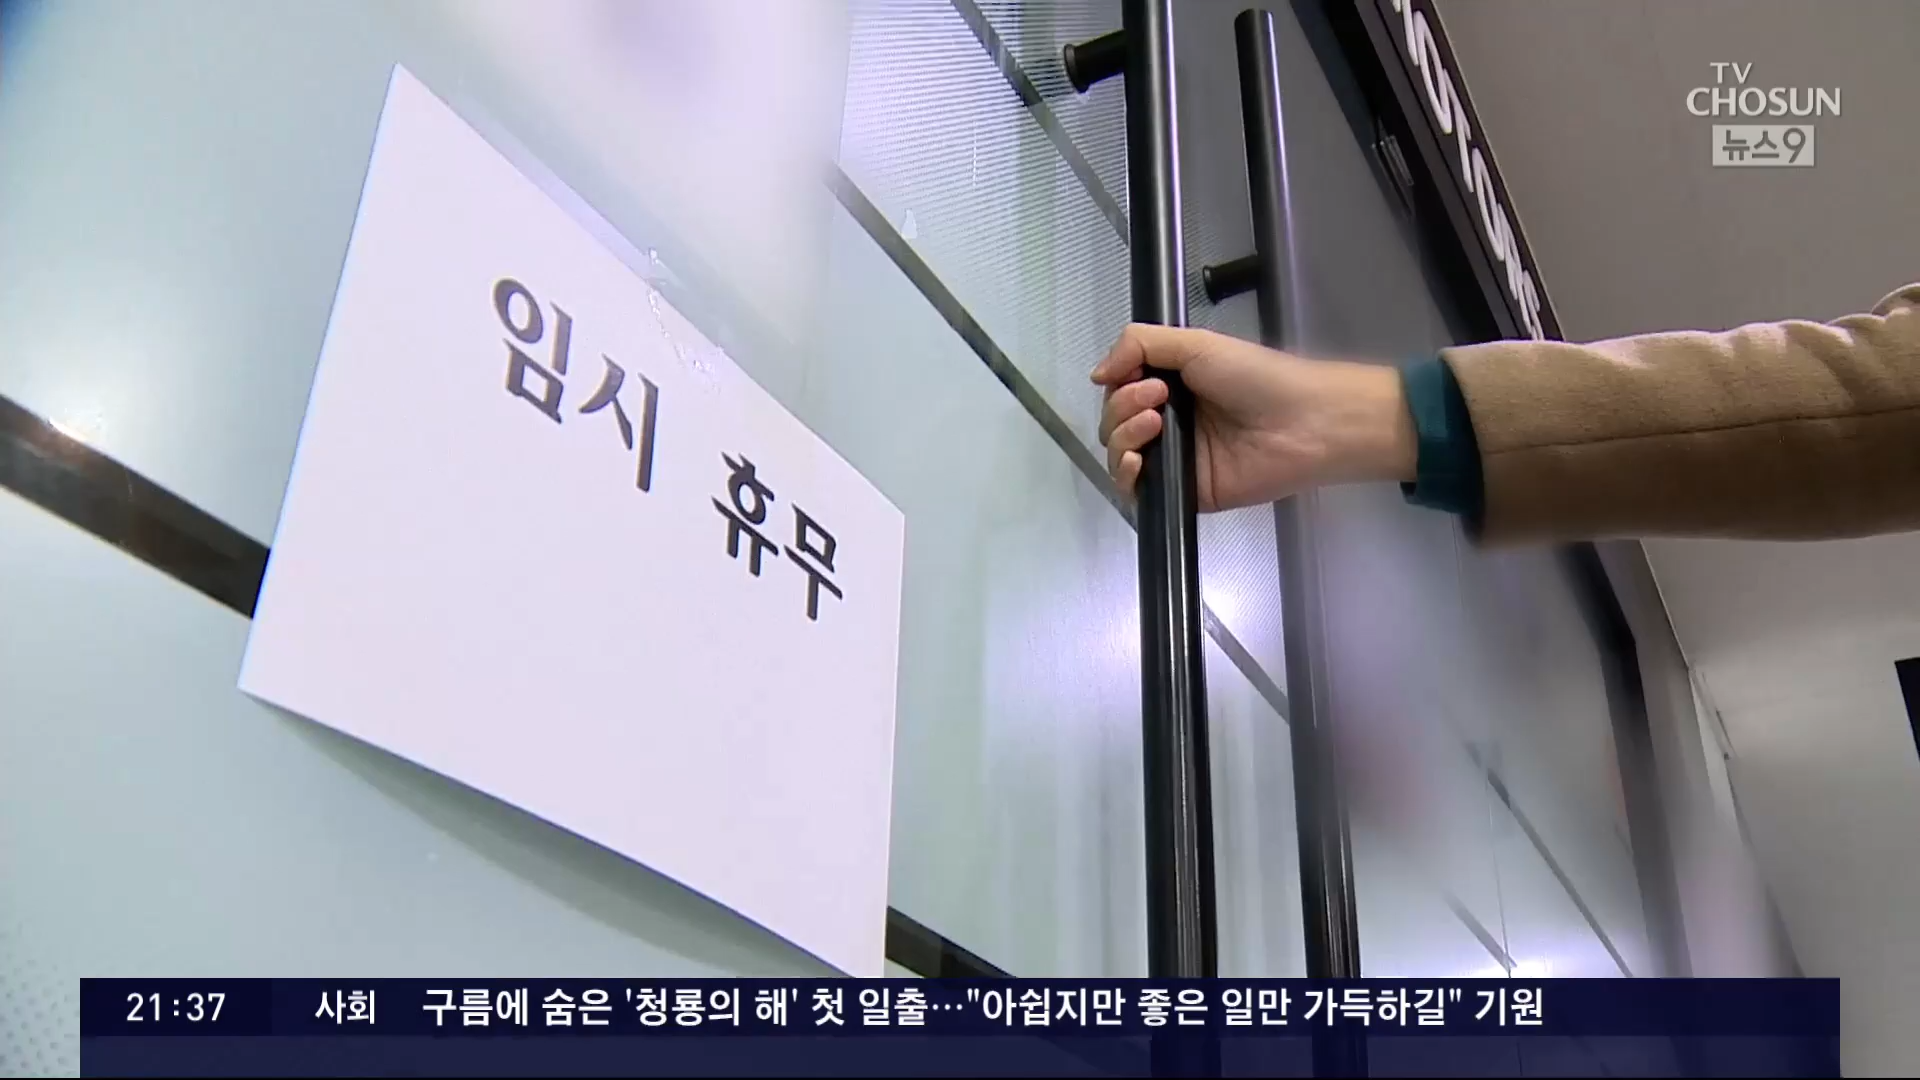 TV
CHOSUN
뉴스9
임시 휴무
21:37 사회 구름에 숨은 '청룡의 해' 첫 일출…"아쉽지만 좋은 일만 가득하길" 기원